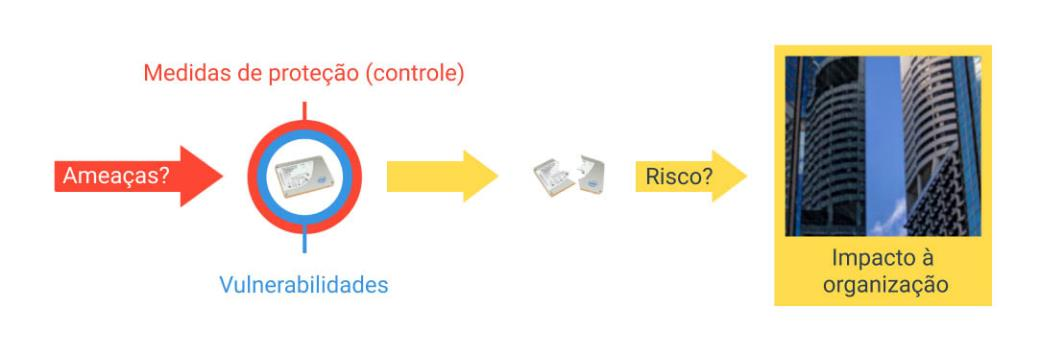 Medidas de proteção (controle)
Ameaças?
Vulnerabilidades
Risco?
Impacto à
organização